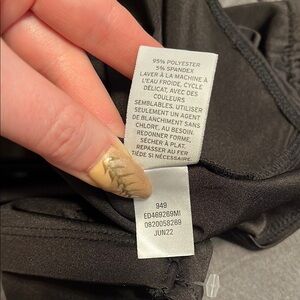 95% POLYESTER
5% SPANDEX
LAVER À LA MACHINE À
L'EAU FROIDE, CYCLE
DÉLICAT, AVEC DES
COULEURS
SEMBLABLES. UTILISER
SEULEMENT UN AGENT
DE BLANCHIMENT SANS
CHLORE, AU BESOIN.
REDONNER FORME,
SÉCHER À PLAT,
REPASSER AU FER
TIÈDE SI NÉCESSAIRE.
949
ED469269MI
0820058269
JUN22